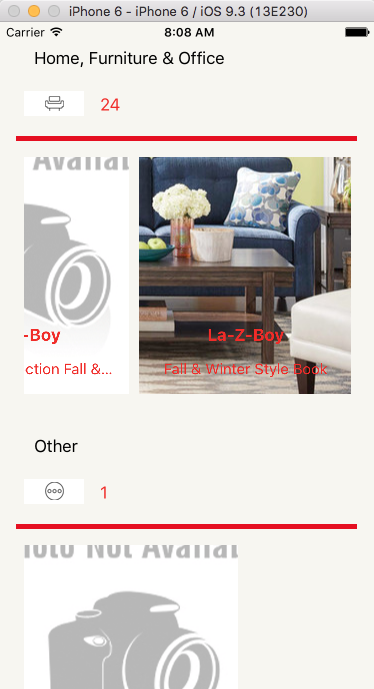 iPhone 6 - iPhone 6 / iOS 9.3 (13E230)
Carrier 8:08 AM
Home, Furniture & Office
24
Availal
-Boy
La-Z-Boy
ction Fall &...
Fall & Winter Style Book
Other
1
hoto Not Availal